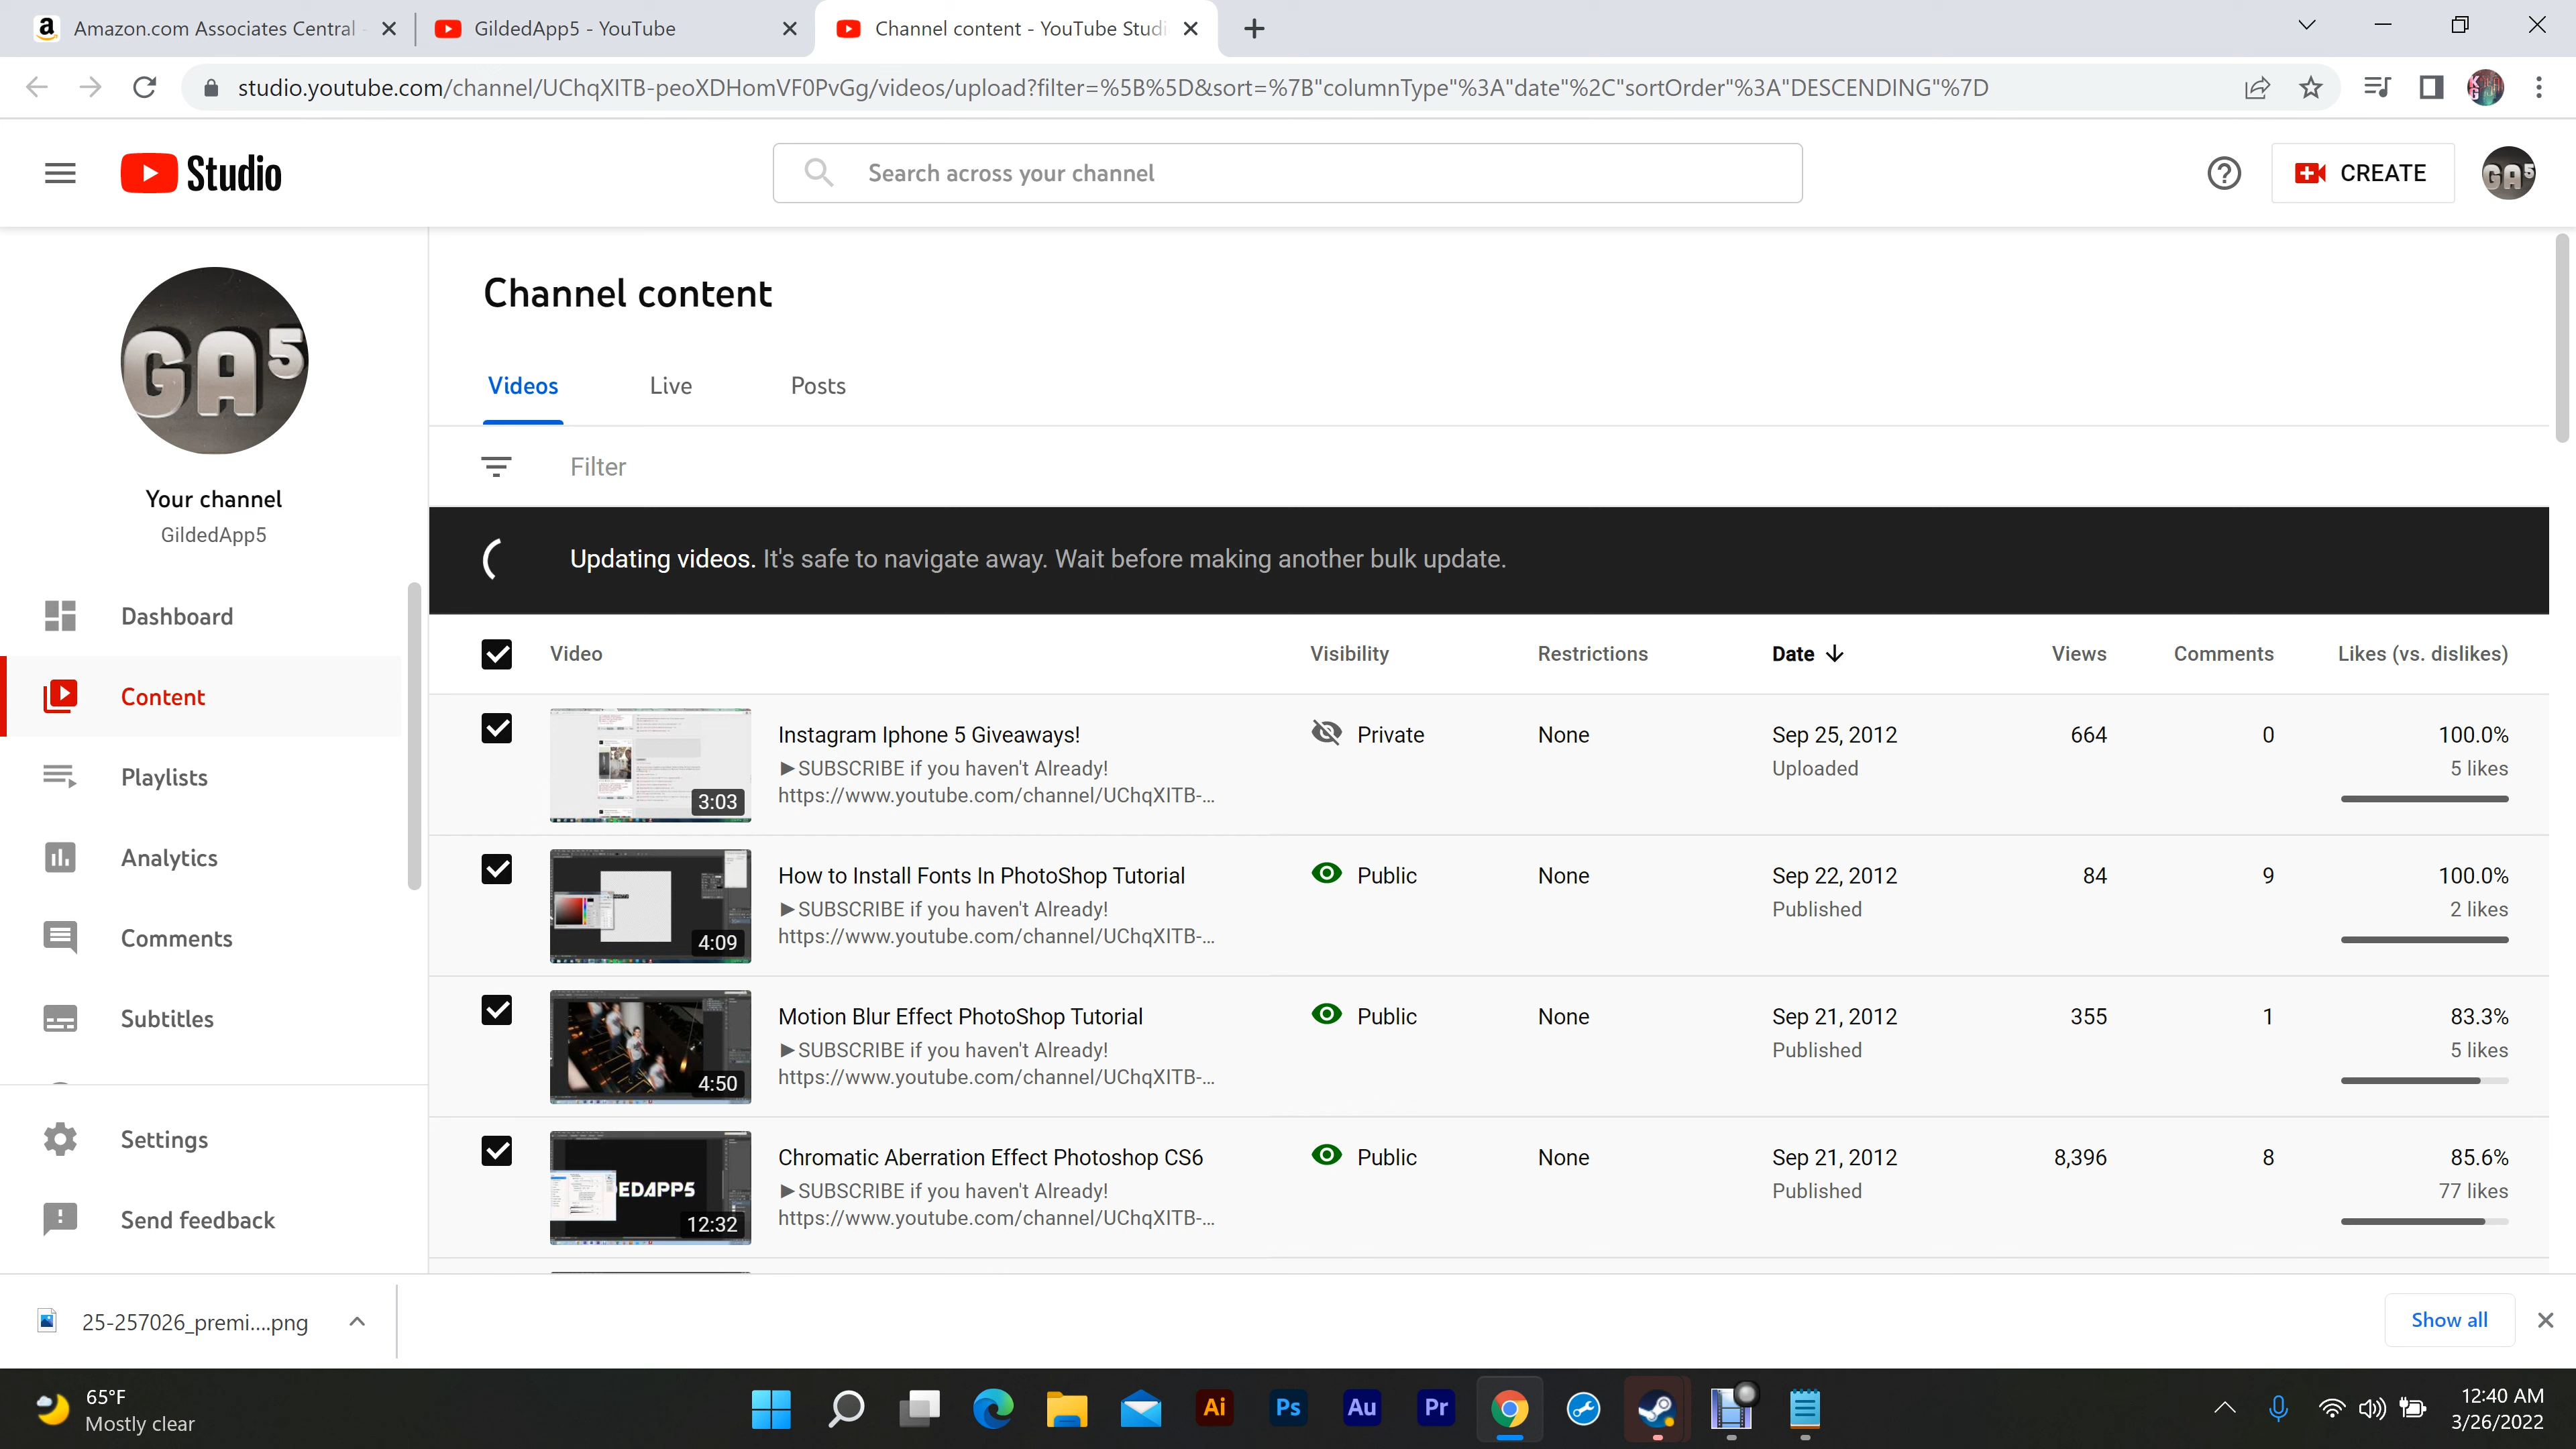 Amazon.com Associates Central -
GildedApp5 - YouTube
Channel content - YouTube Studi
studio.youtube.com/channel/UChqXITB-peoXDHomVF0PvGg/videos/upload?filter=%5B%5D&sort=%7B"columnType"%3A"date"%2C"sortOrder"%3A"DESCENDING"%7D
Studio
Search across your channel
CREATE
GA5
GA5
Your channel
GildedApp5
Dashboard
Content
Playlists
Analytics
Comments
Subtitles
Settings
Send feedback
Channel content
Videos Live Posts
Filter
Updating videos. It's safe to navigate away. Wait before making another bulk update.
Video Visibility Restrictions Date ↓ Views Comments Likes (vs. dislikes)
Instagram Iphone 5 Giveaways! Private None Sep 25, 2012 664 0 100.0%
►SUBSCRIBE if you haven't Already! Uploaded 5 likes
3:03 https://www.youtube.com/channel/UChqXITB-...
How to Install Fonts In PhotoShop Tutorial Public None Sep 22, 2012 84 9 100.0%
►SUBSCRIBE if you haven't Already! Published 2 likes
4:09 https://www.youtube.com/channel/UChqXITB-...
Motion Blur Effect PhotoShop Tutorial Public None Sep 21, 2012 355 1 83.3%
►SUBSCRIBE if you haven't Already! Published 5 likes
4:50 https://www.youtube.com/channel/UChqXITB-...
Chromatic Aberration Effect Photoshop CS6 Public None Sep 21, 2012 8,396 8 85.6%
►SUBSCRIBE if you haven't Already! Published 77 likes
EDAPP5
12:32 https://www.youtube.com/channel/UChqXITB-...
25-257026_premi....png
Show all
65°F
Mostly clear
Ai Ps Au Pr
12:40 AM
3/26/2022